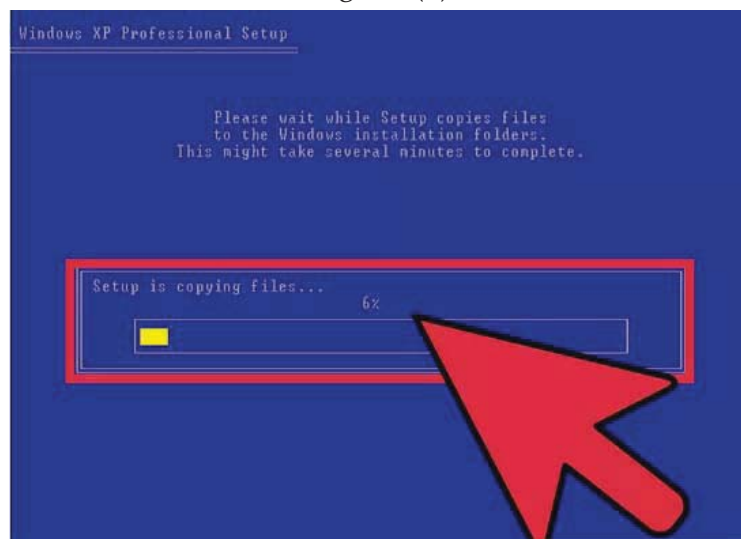 Windows XP Professional Setup
Please wait while Setup copies files
to the Windows installation folders.
This might take several minutes to complete.
Setup is copying files...
6%